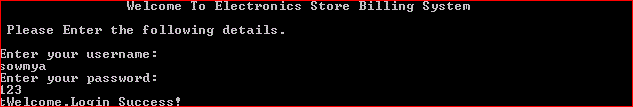 Welcome To Electronics Store Billing System
Please Enter the following details.
Enter your username:
sowmya
Enter your password:
123
tWelcome.Login Success!